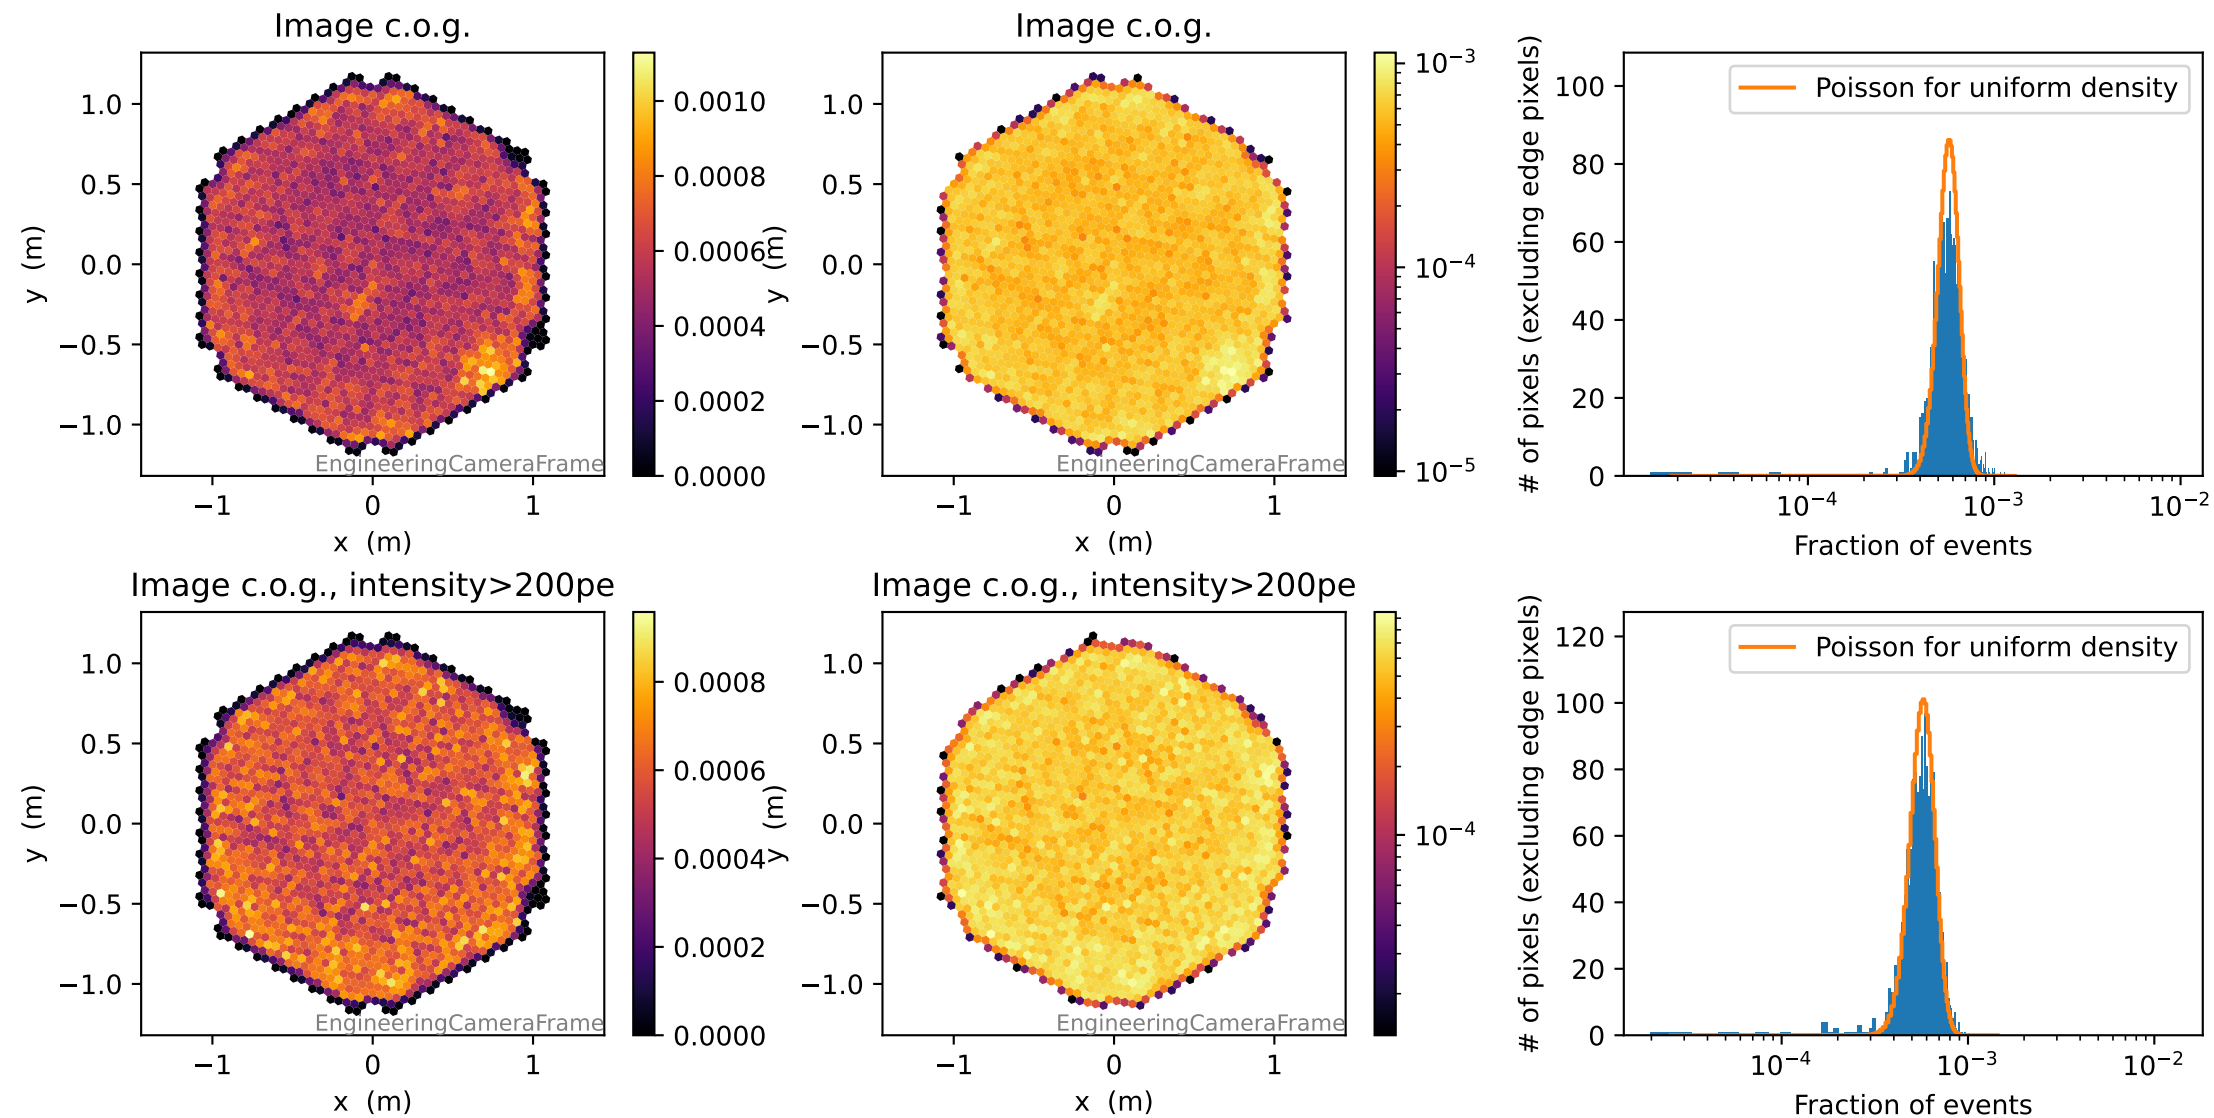 Image c.o.g.
y (m)
1.0
0.5
0.0
−0.5
−1.0
−1 0 1
x (m)
EngineeringCameraFrame
0.0010
0.0008
0.0006
0.0004
0.0002
0.0000
Image c.o.g.
y (m)
1.0
0.5
0.0
−0.5
−1.0
−1 0 1
x (m)
EngineeringCameraFrame
10⁻³
10⁻⁴
10⁻⁵
# of pixels (excluding edge pixels)
100
80
60
40
20
0
Poisson for uniform density
10⁻⁴ 10⁻³ 10⁻²
Fraction of events
Image c.o.g., intensity>200pe
y (m)
1.0
0.5
0.0
−0.5
−1.0
−1 0 1
x (m)
EngineeringCameraFrame
0.0008
0.0006
0.0004
0.0002
0.0000
Image c.o.g., intensity>200pe
y (m)
1.0
0.5
0.0
−0.5
−1.0
−1 0 1
x (m)
EngineeringCameraFrame
10⁻⁴
# of pixels (excluding edge pixels)
120
100
80
60
40
20
0
Poisson for uniform density
10⁻⁴ 10⁻³ 10⁻²
Fraction of events